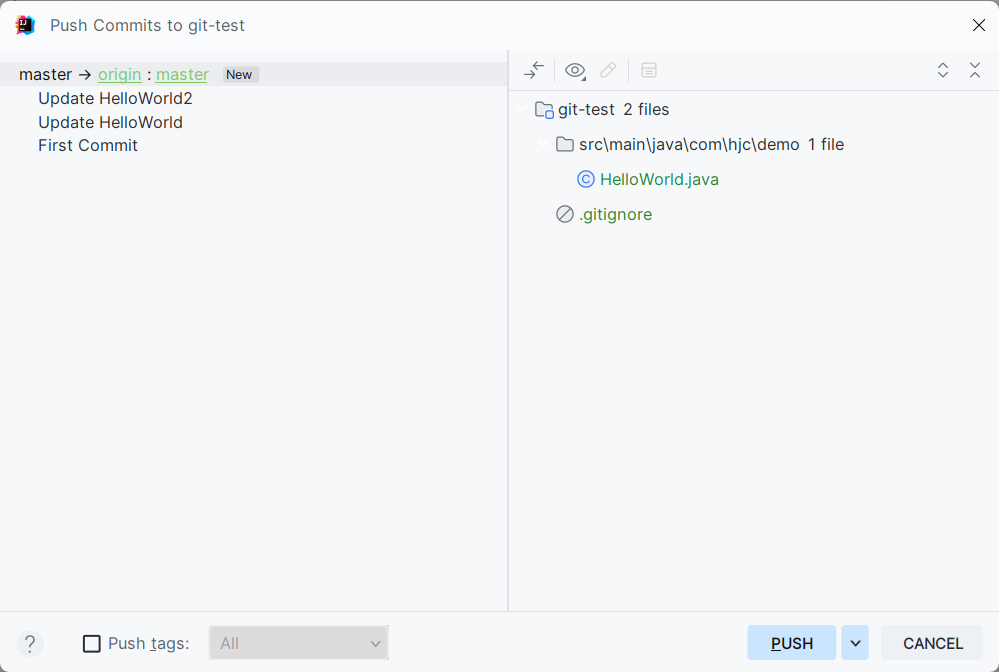 Push Commits to git-test
master → origin : master New
Update HelloWorld2
Update HelloWorld
First Commit
git-test 2 files
src\main\java\com\hjc\demo 1 file
HelloWorld.java
.gitignore
? Push tags: All
PUSH
CANCEL